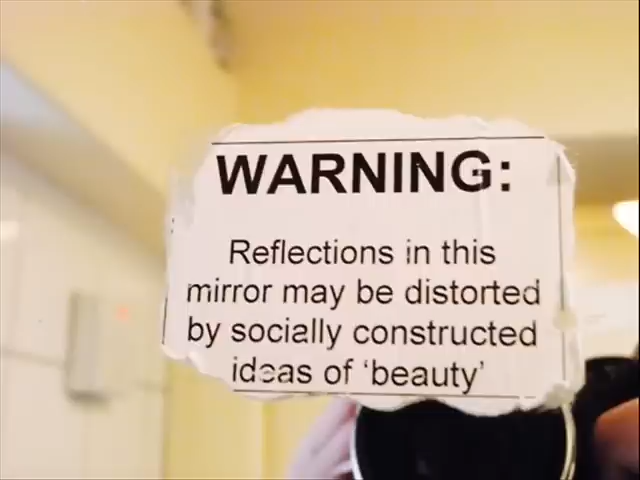 WARNING:
Reflections in this
mirror may be distorted
by socially constructed
ideas of ‘beauty’